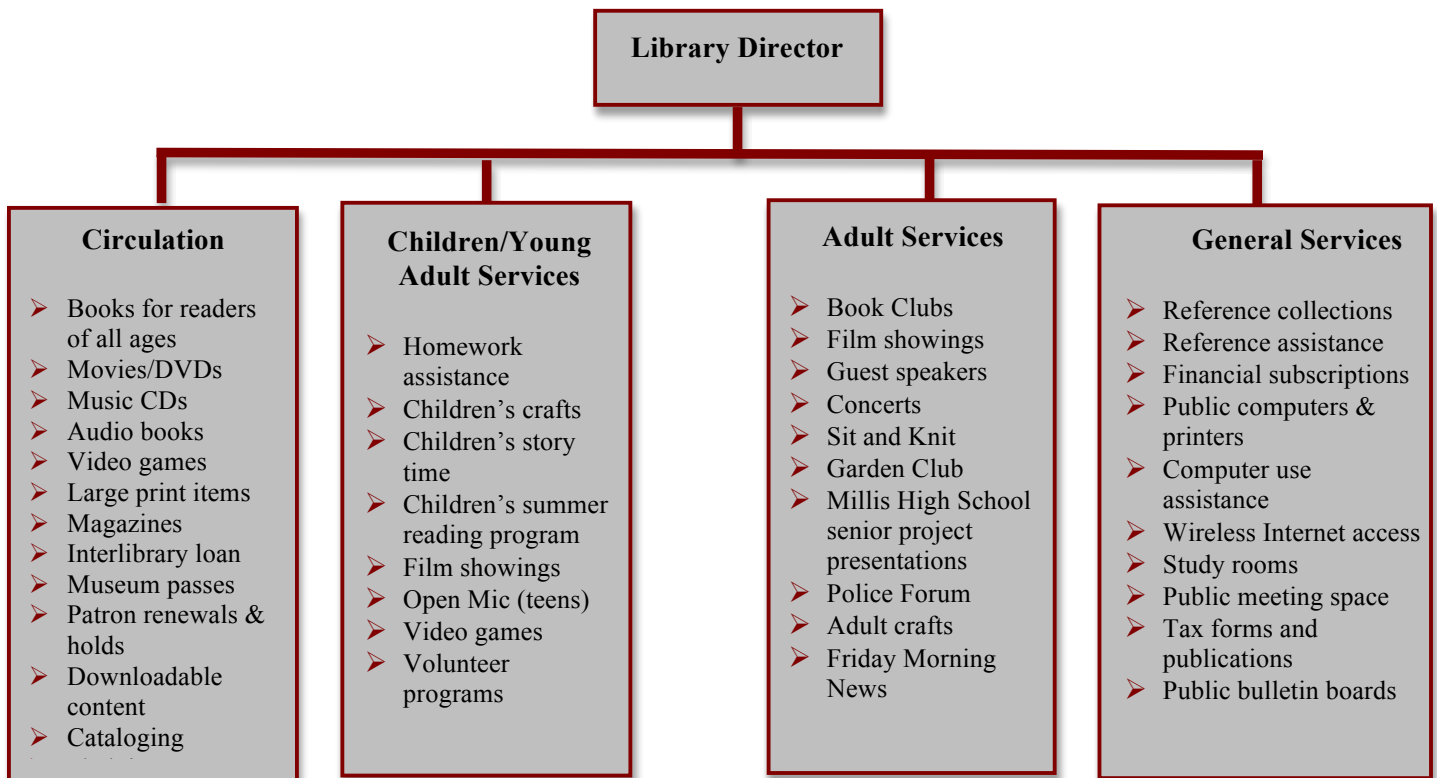 Library Director
Circulation
➢ Books for readers
of all ages
➢ Movies/DVDs
➢ Music CDs
➢ Audio books
➢ Video games
➢ Large print items
➢ Magazines
➢ Interlibrary loan
➢ Museum passes
➢ Patron renewals &
holds
➢ Downloadable
content
➢ Cataloging
Children/Young
Adult Services
➢ Homework
assistance
➢ Children’s crafts
➢ Children’s story
time
➢ Children’s summer
reading program
➢ Film showings
➢ Open Mic (teens)
➢ Video games
➢ Volunteer
programs
Adult Services
➢ Book Clubs
➢ Film showings
➢ Guest speakers
➢ Concerts
➢ Sit and Knit
➢ Garden Club
➢ Millis High School
senior project
presentations
➢ Police Forum
➢ Adult crafts
➢ Friday Morning
News
General Services
➢ Reference collections
➢ Reference assistance
➢ Financial subscriptions
➢ Public computers &
printers
➢ Computer use
assistance
➢ Wireless Internet access
➢ Study rooms
➢ Public meeting space
➢ Tax forms and
publications
➢ Public bulletin boards